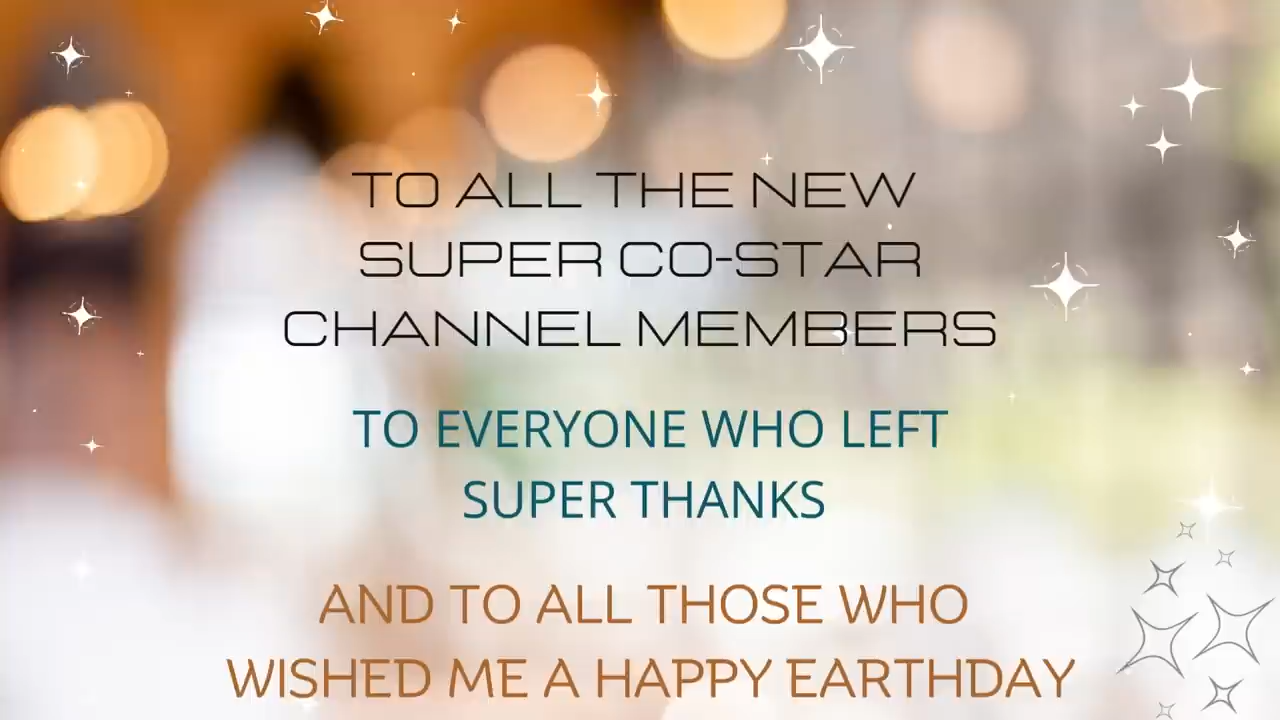 TO ALL THE NEW
SUPER CO-STAR
CHANNEL MEMBERS
TO EVERYONE WHO LEFT
SUPER THANKS
AND TO ALL THOSE WHO
WISHED ME A HAPPY EARTHDAY